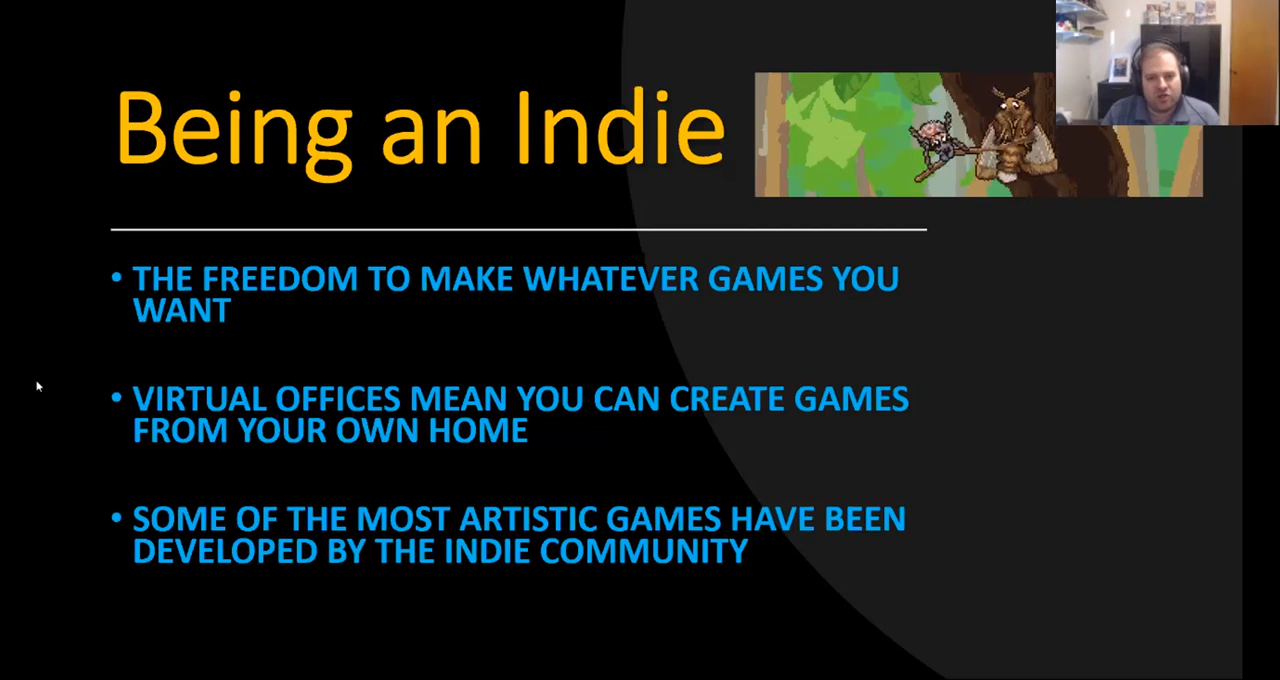 Being an Indie
• THE FREEDOM TO MAKE WHATEVER GAMES YOU
WANT
• VIRTUAL OFFICES MEAN YOU CAN CREATE GAMES
FROM YOUR OWN HOME
• SOME OF THE MOST ARTISTIC GAMES HAVE BEEN
DEVELOPED BY THE INDIE COMMUNITY